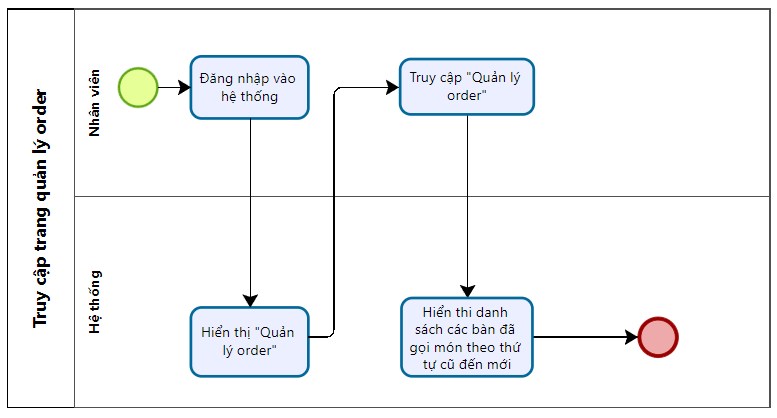 Truy cập trang quản lý order
Nhân viên
Đăng nhập vào
hệ thống
Truy cập "Quản lý
order"
Hệ thống
Hiển thị "Quản
lý order"
Hiển thi danh
sách các bàn đã
gọi món theo thứ
tự cũ đến mới